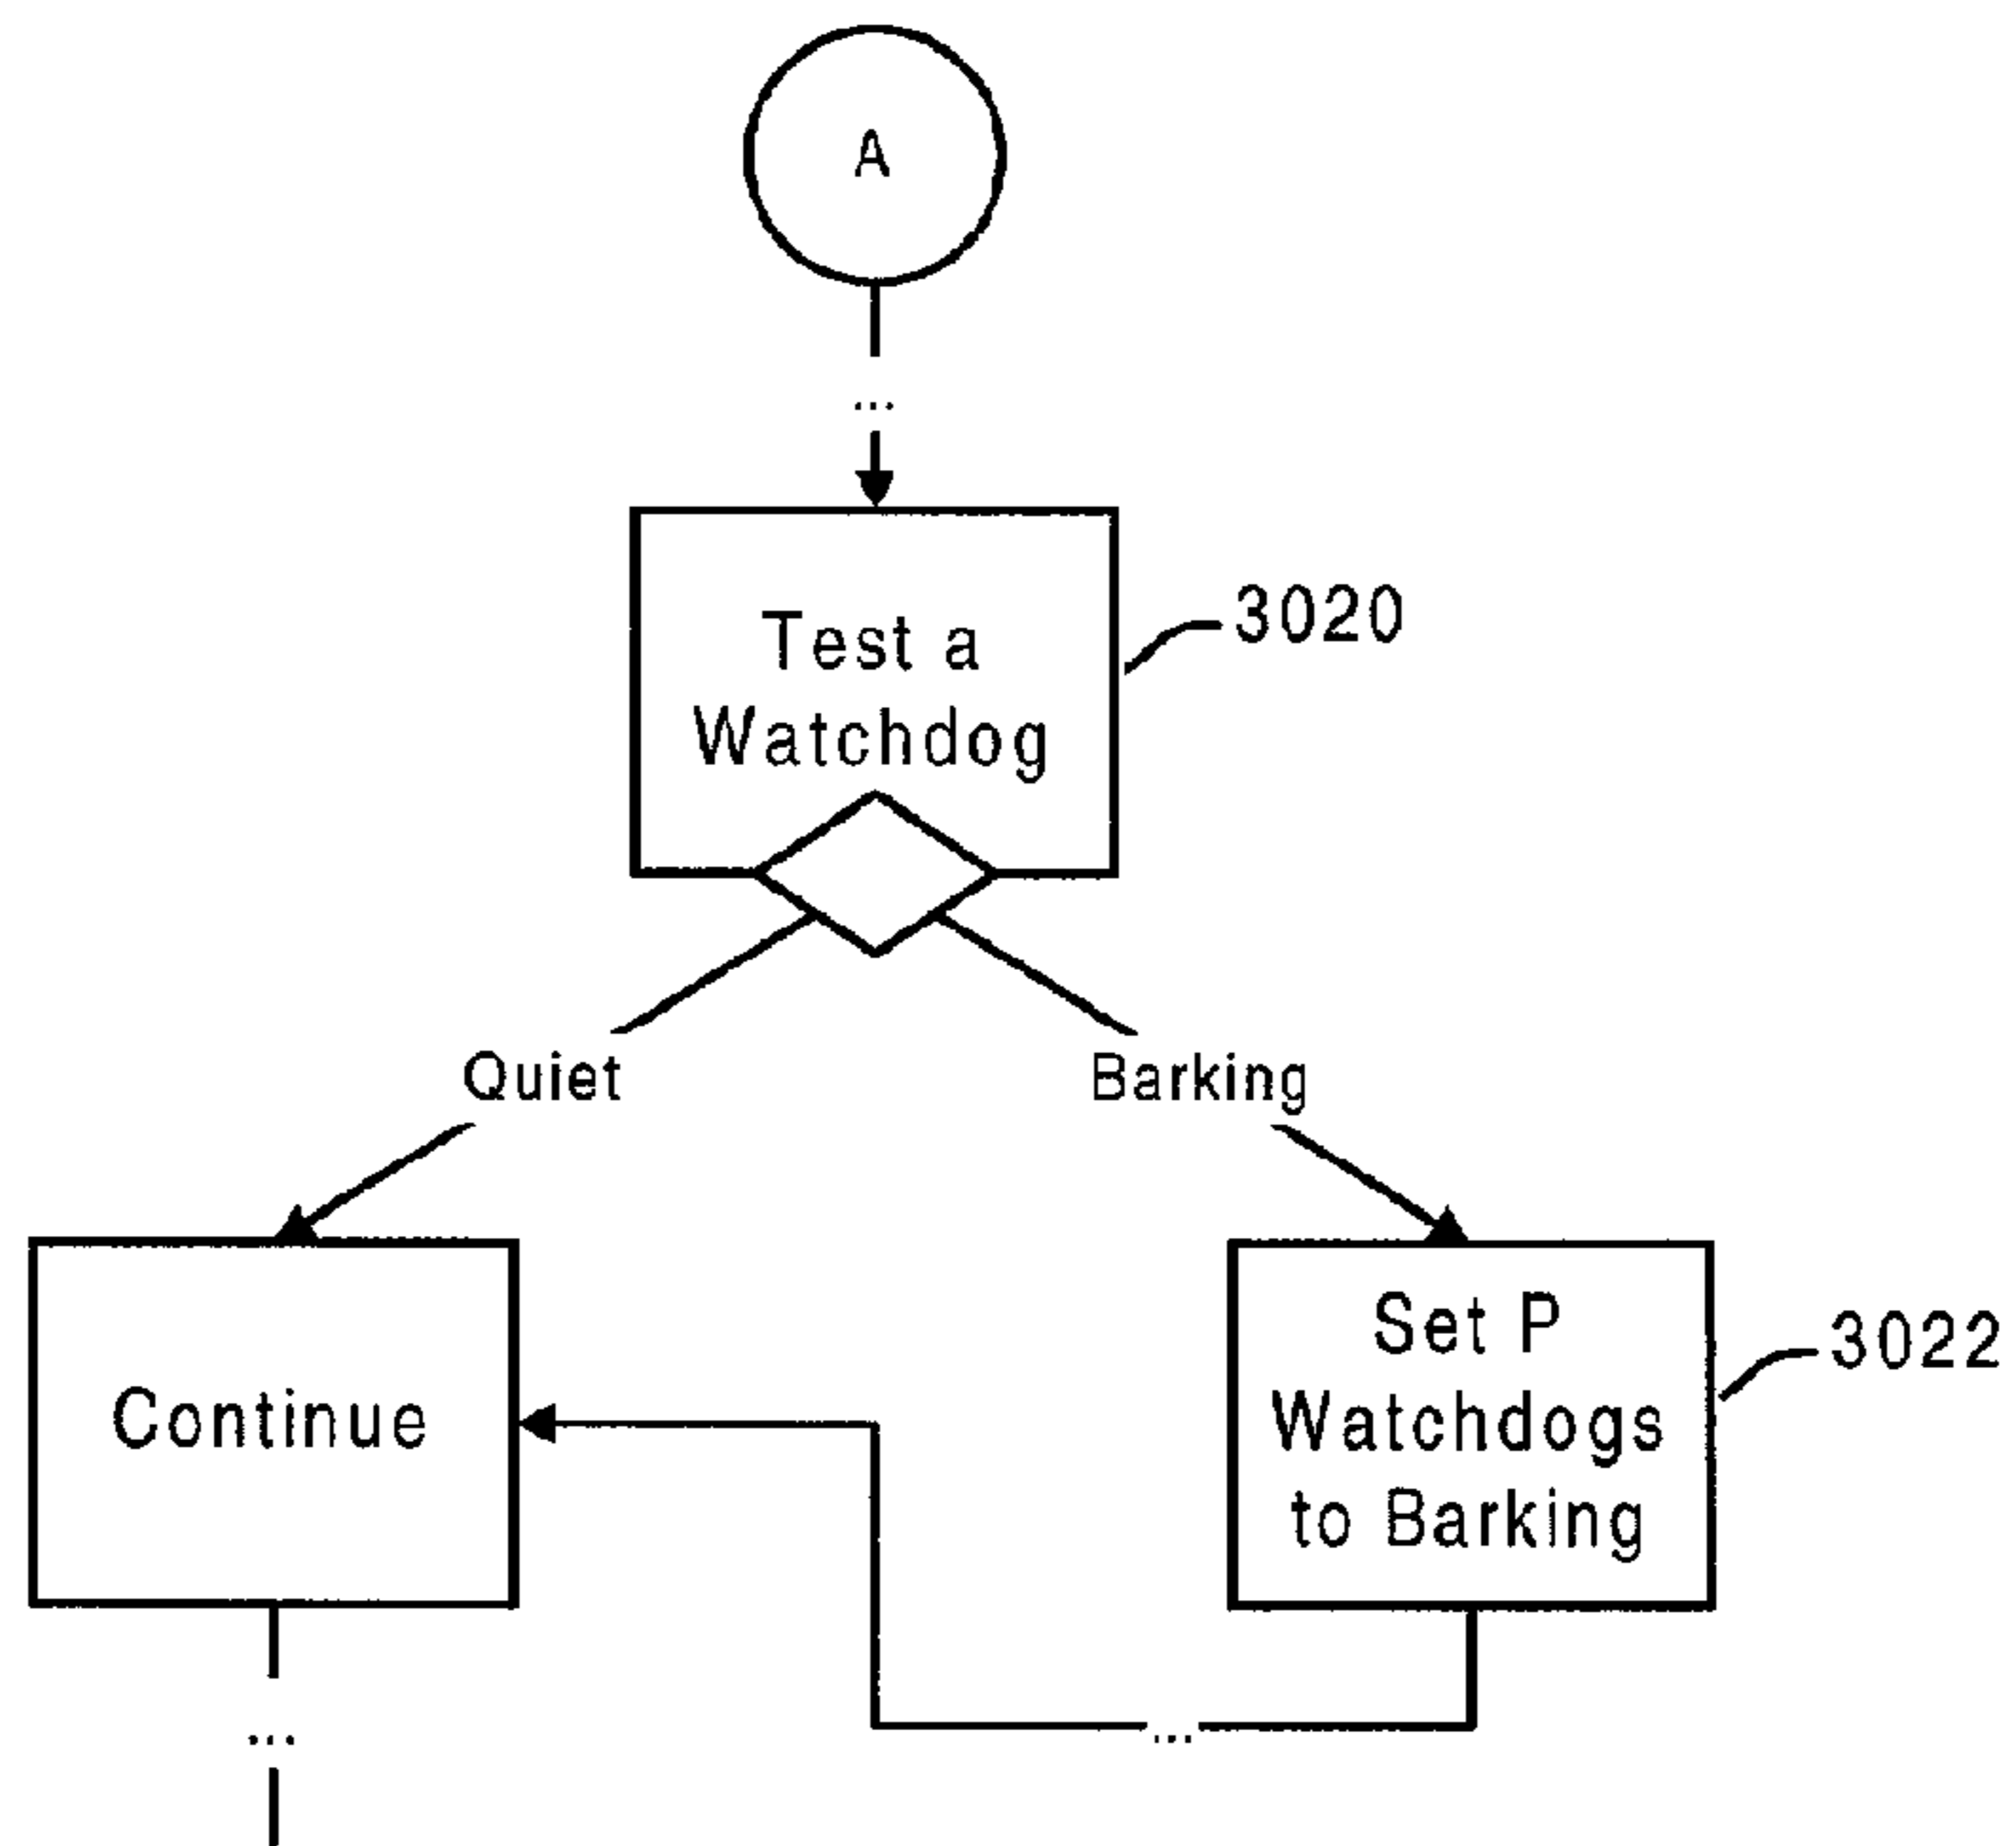 A
...
Test a
Watchdog
3020
Quiet
Barking
Continue
Set P
Watchdogs
to Barking
3022
...
...